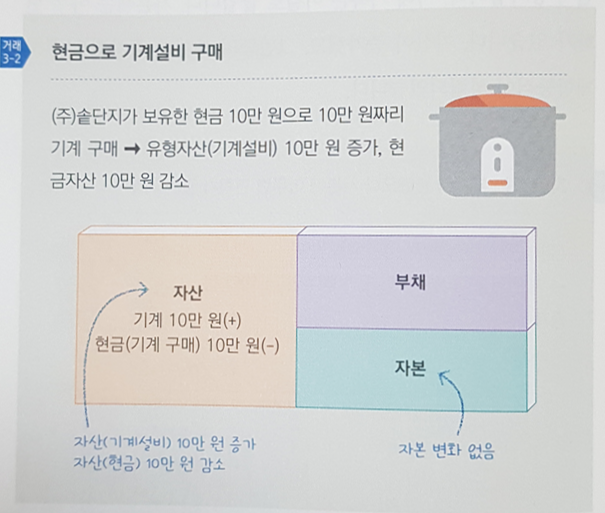 거래
3-2
현금으로 기계설비 구매
(주)솥단지가 보유한 현금 10만 원으로 10만 원짜리
기계 구매 ➡ 유형자산(기계설비) 10만 원 증가, 현
금자산 10만 원 감소
자산
기계 10만 원(+)
현금(기계 구매) 10만 원(-)
부채
자본
자산(기계설비) 10만 원 증가
자산(현금) 10만 원 감소
자본 변화 없음